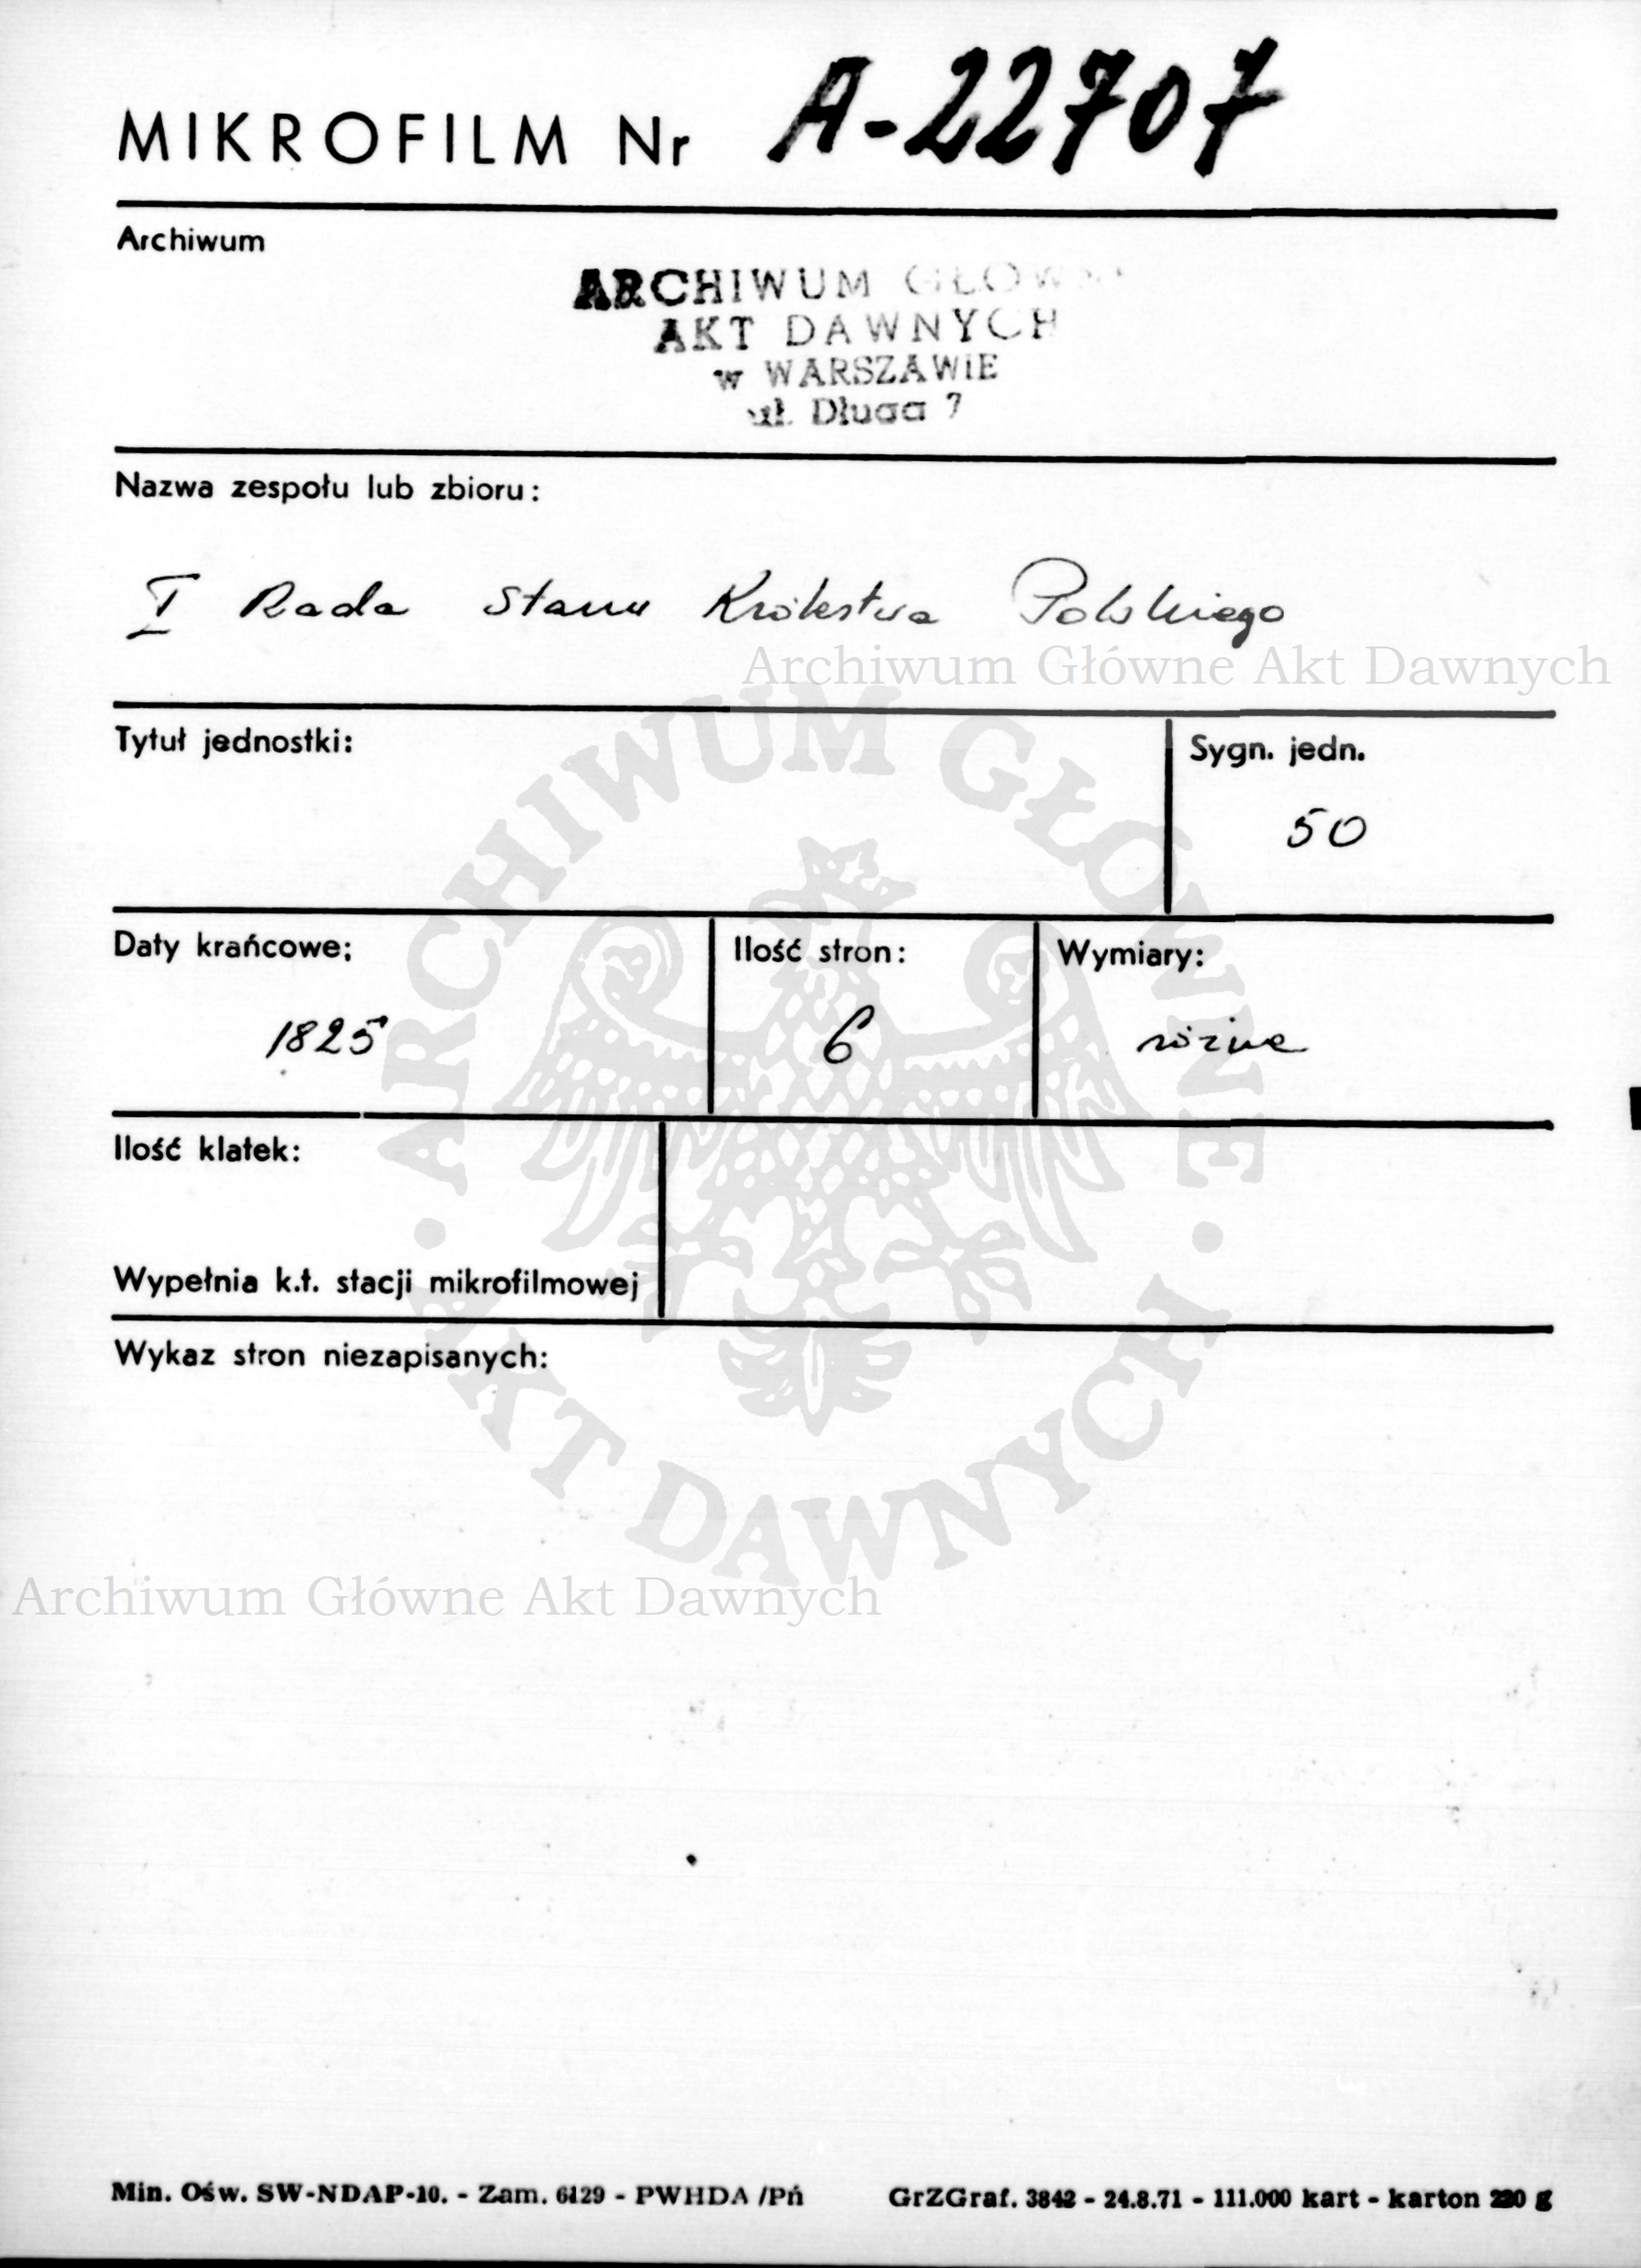 MIKROFILM Nr A-22707
Archiwum
ARCHIWUM GŁÓWN
AKT DAWNYCH
w WARSZAWIE
ul. Długa 7
Nazwa zespołu lub zbioru:
I Rada Stanu Królestwa Polskiego
Archiwum Główne Akt Dawnych
Tytuł jednostki:
Sygn. jedn.
50
Daty krańcowe:
Ilość stron:
Wymiary:
1825
6
różne
Ilość klatek:
Wypełnia k.t. stacji mikrofilmowej
Wykaz stron niezapisanych:
ARCHIWUM GŁÓWNE · AKT DAWNYCH ·
Archiwum Główne Akt Dawnych
Min. Ośw. SW-NDAP-10. - Zam. 6129 - PWHDA /Pń
GrZGraf. 3842 - 24.8.71 - 111.000 kart - karton 220 g